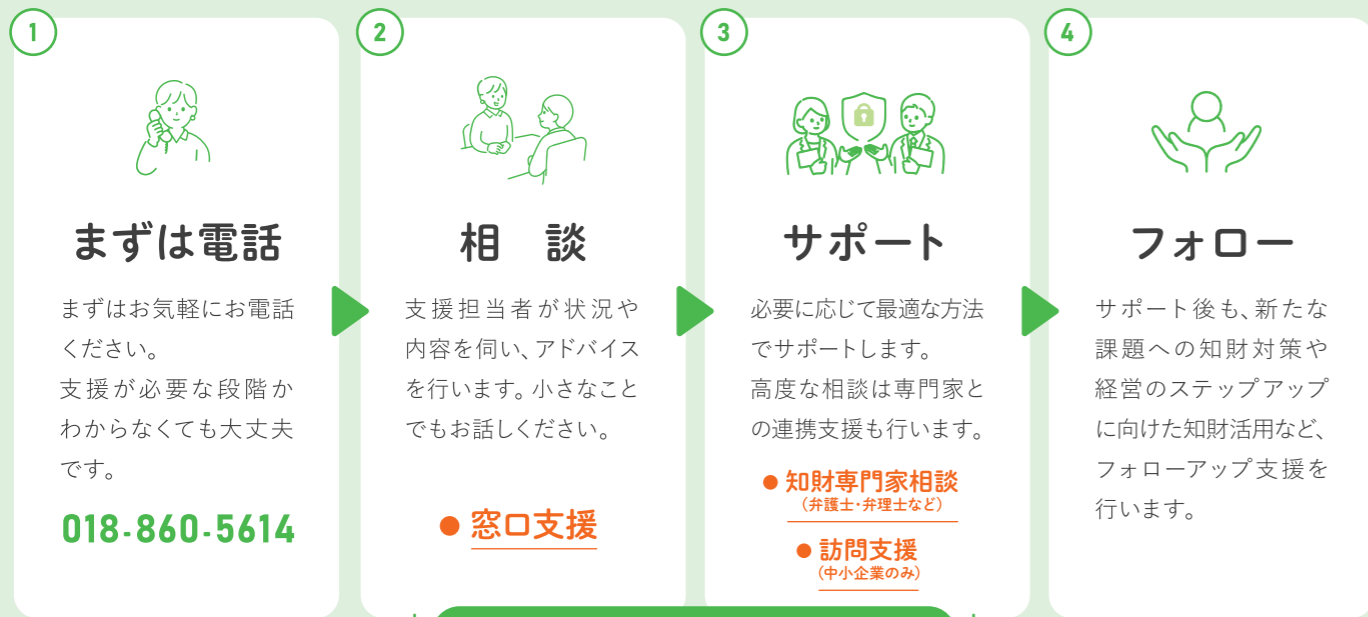 1
まずは電話
まずはお気軽にお電話
ください。
支援が必要な段階か
わからなくても大丈夫
です。
018-860-5614
2
相　談
支援担当者が状況や
内容を伺い、アドバイス
を行います。小さなこと
でもお話しください。
● 窓口支援
3
サポート
必要に応じて最適な方法
でサポートします。
高度な相談は専門家と
の連携支援も行います。
● 知財専門家相談
（弁護士・弁理士など）
● 訪問支援
（中小企業のみ）
4
フォロー
サポート後も、新たな
課題への知財対策や
経営のステップアップ
に向けた知財活用など、
フォローアップ支援を
行います。